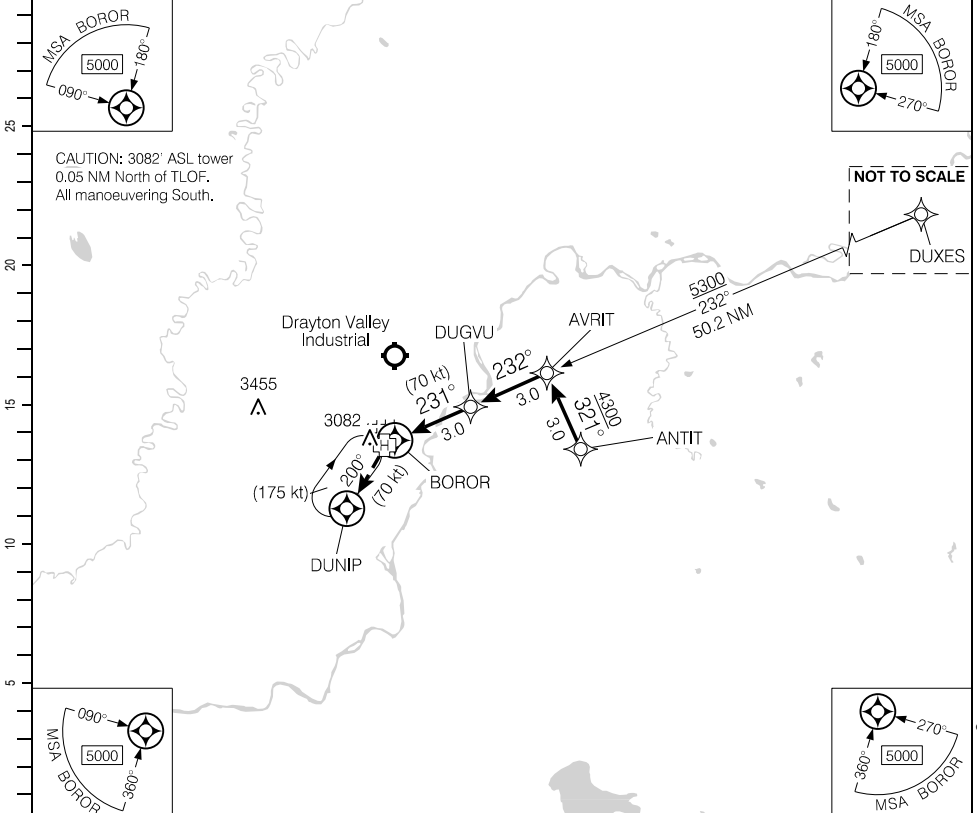 MSA BOROR
5000
180°
090°
MSA BOROR
180°
5000
270°
25
CAUTION: 3082' ASL tower
0.05 NM North of TLOF.
All manoeuvering South.
NOT TO SCALE
DUXES
20
5300
232°
50.2 NM
Drayton Valley
Industrial
DUGVU
AVRIT
232°
3.0
(70 kt)
231°
3.0
4300
321°
3.0
ANTIT
3455
15
3082
H
BOROR
200°
(70 kt)
(175 kt)
DUNIP
10
5
090°
5000
360°
MSA BOROR
270°
5000
360°
MSA BOROR